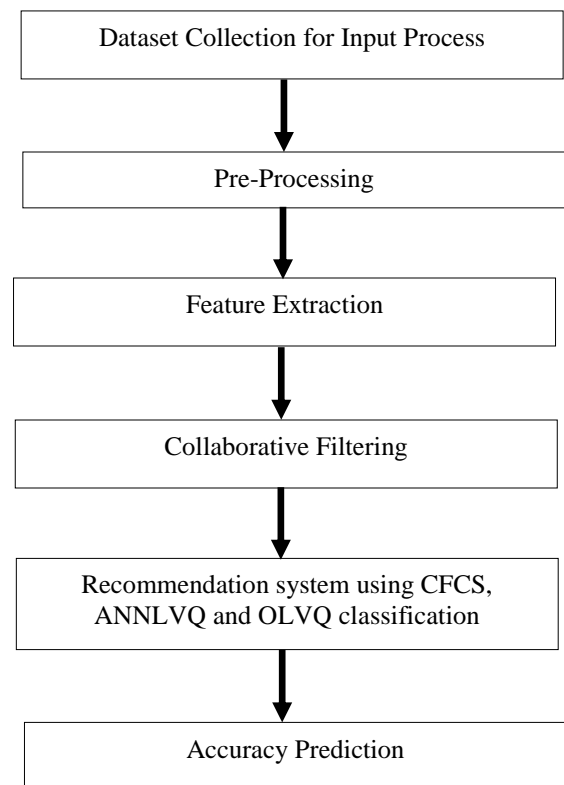 Dataset Collection for Input Process
Pre-Processing
Feature Extraction
Collaborative Filtering
Recommendation system using CFCS,
ANNLVQ and OLVQ classification
Accuracy Prediction